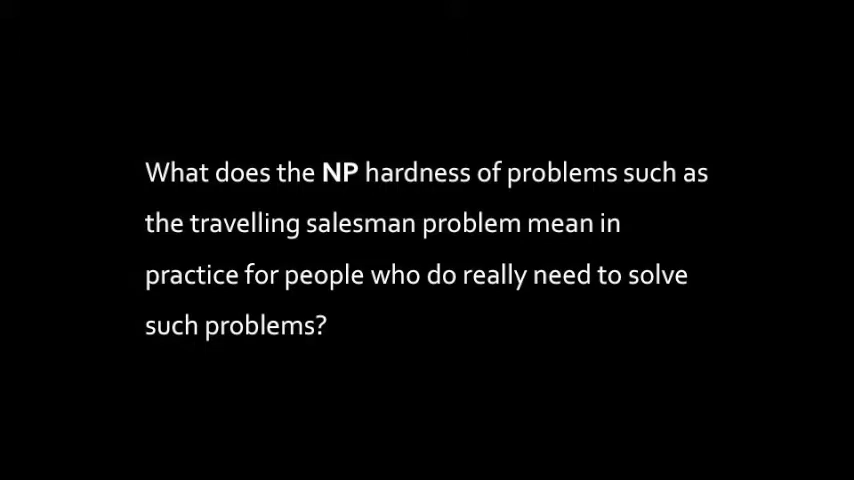 What does the NP hardness of problems such as
the travelling salesman problem mean in
practice for people who do really need to solve
such problems?